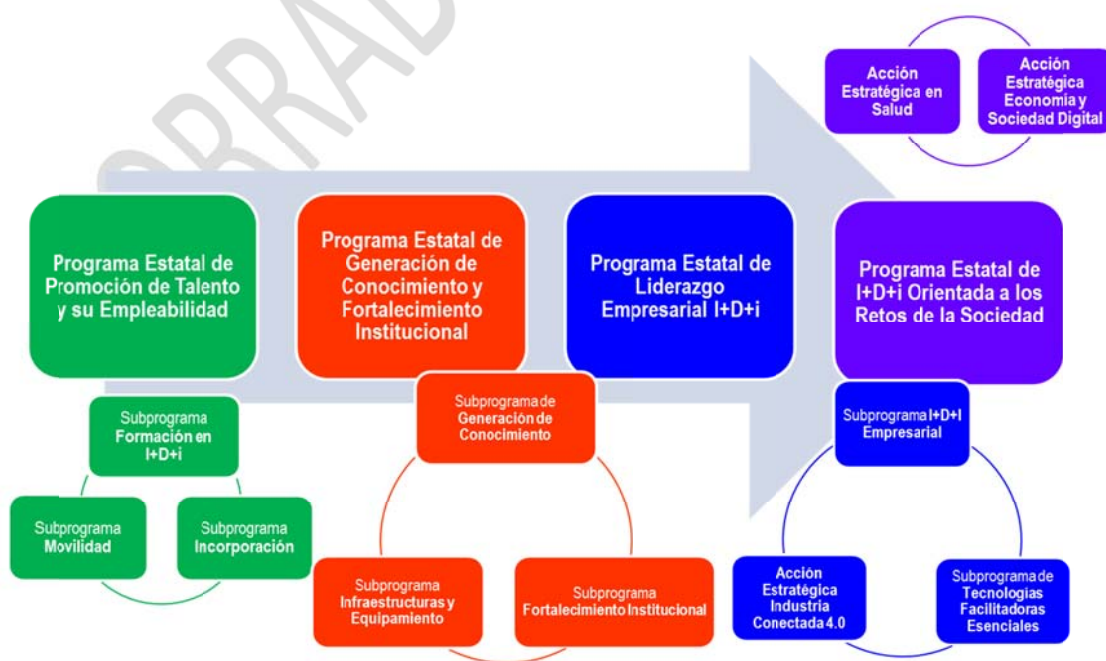 Acción
Estratégica en
Salud
Acción
Estratégica
Economía y
Sociedad Digital
Programa Estatal de
Promoción de Talento
y su Empleabilidad
Programa Estatal de
Generación de
Conocimiento y
Fortalecimiento
Institucional
Programa Estatal de
Liderazgo
Empresarial I+D+i
Programa Estatal de
I+D+i Orientada a los
Retos de la Sociedad
Subprograma
Formación en
I+D+i
Subprograma
Movilidad
Subprograma
Incorporación
Subprograma de
Generación de
Conocimiento
Subprograma
Infraestructuras y
Equipamiento
Subprograma
Fortalecimiento Institucional
Subprograma I+D+I
Empresarial
Acción
Estratégica
Industria
Conectada 4.0
Subprograma de
Tecnologías
Facilitadoras
Esenciales